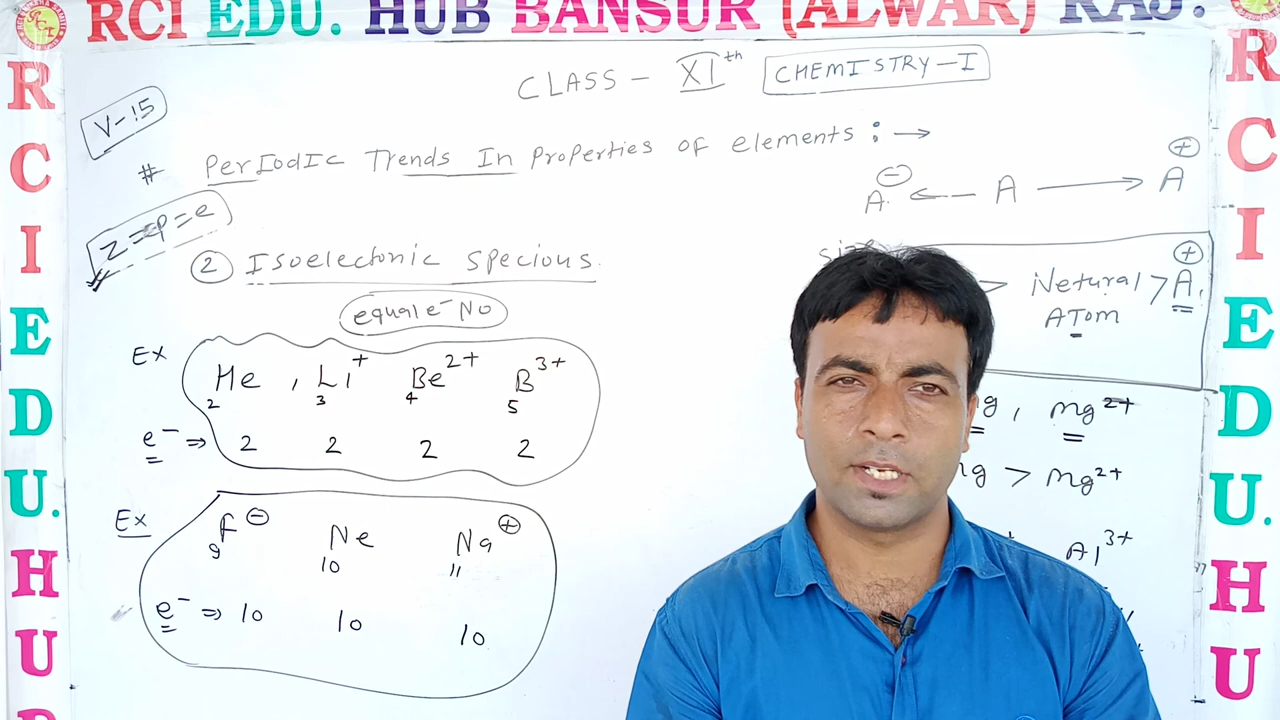 RCI EDU. HUB BANSUR (ALWAR) RAJ.
R
C
I
E
D
U.
H
U
CLASS - XIth CHEMISTRY-I
V-15
# PerIodIc Trends In Properties of elements : →
A⊖ ← A → A⊕
Z=p=e
② Isoelectonic Specious.
equal e⁻ No
> Netural > A⊕
ATom
Ex He , Li⁺ Be²⁺ B³⁺
2 3 4 5
e⁻ ⇒ 2 2 2 2
Ex F⊖ Ne Na⊕
9 10 11
e⁻ ⇒ 10 10 10
, mg²⁺
mg > mg²⁺
Al³⁺
R
C
I
E
D
U.
H
U